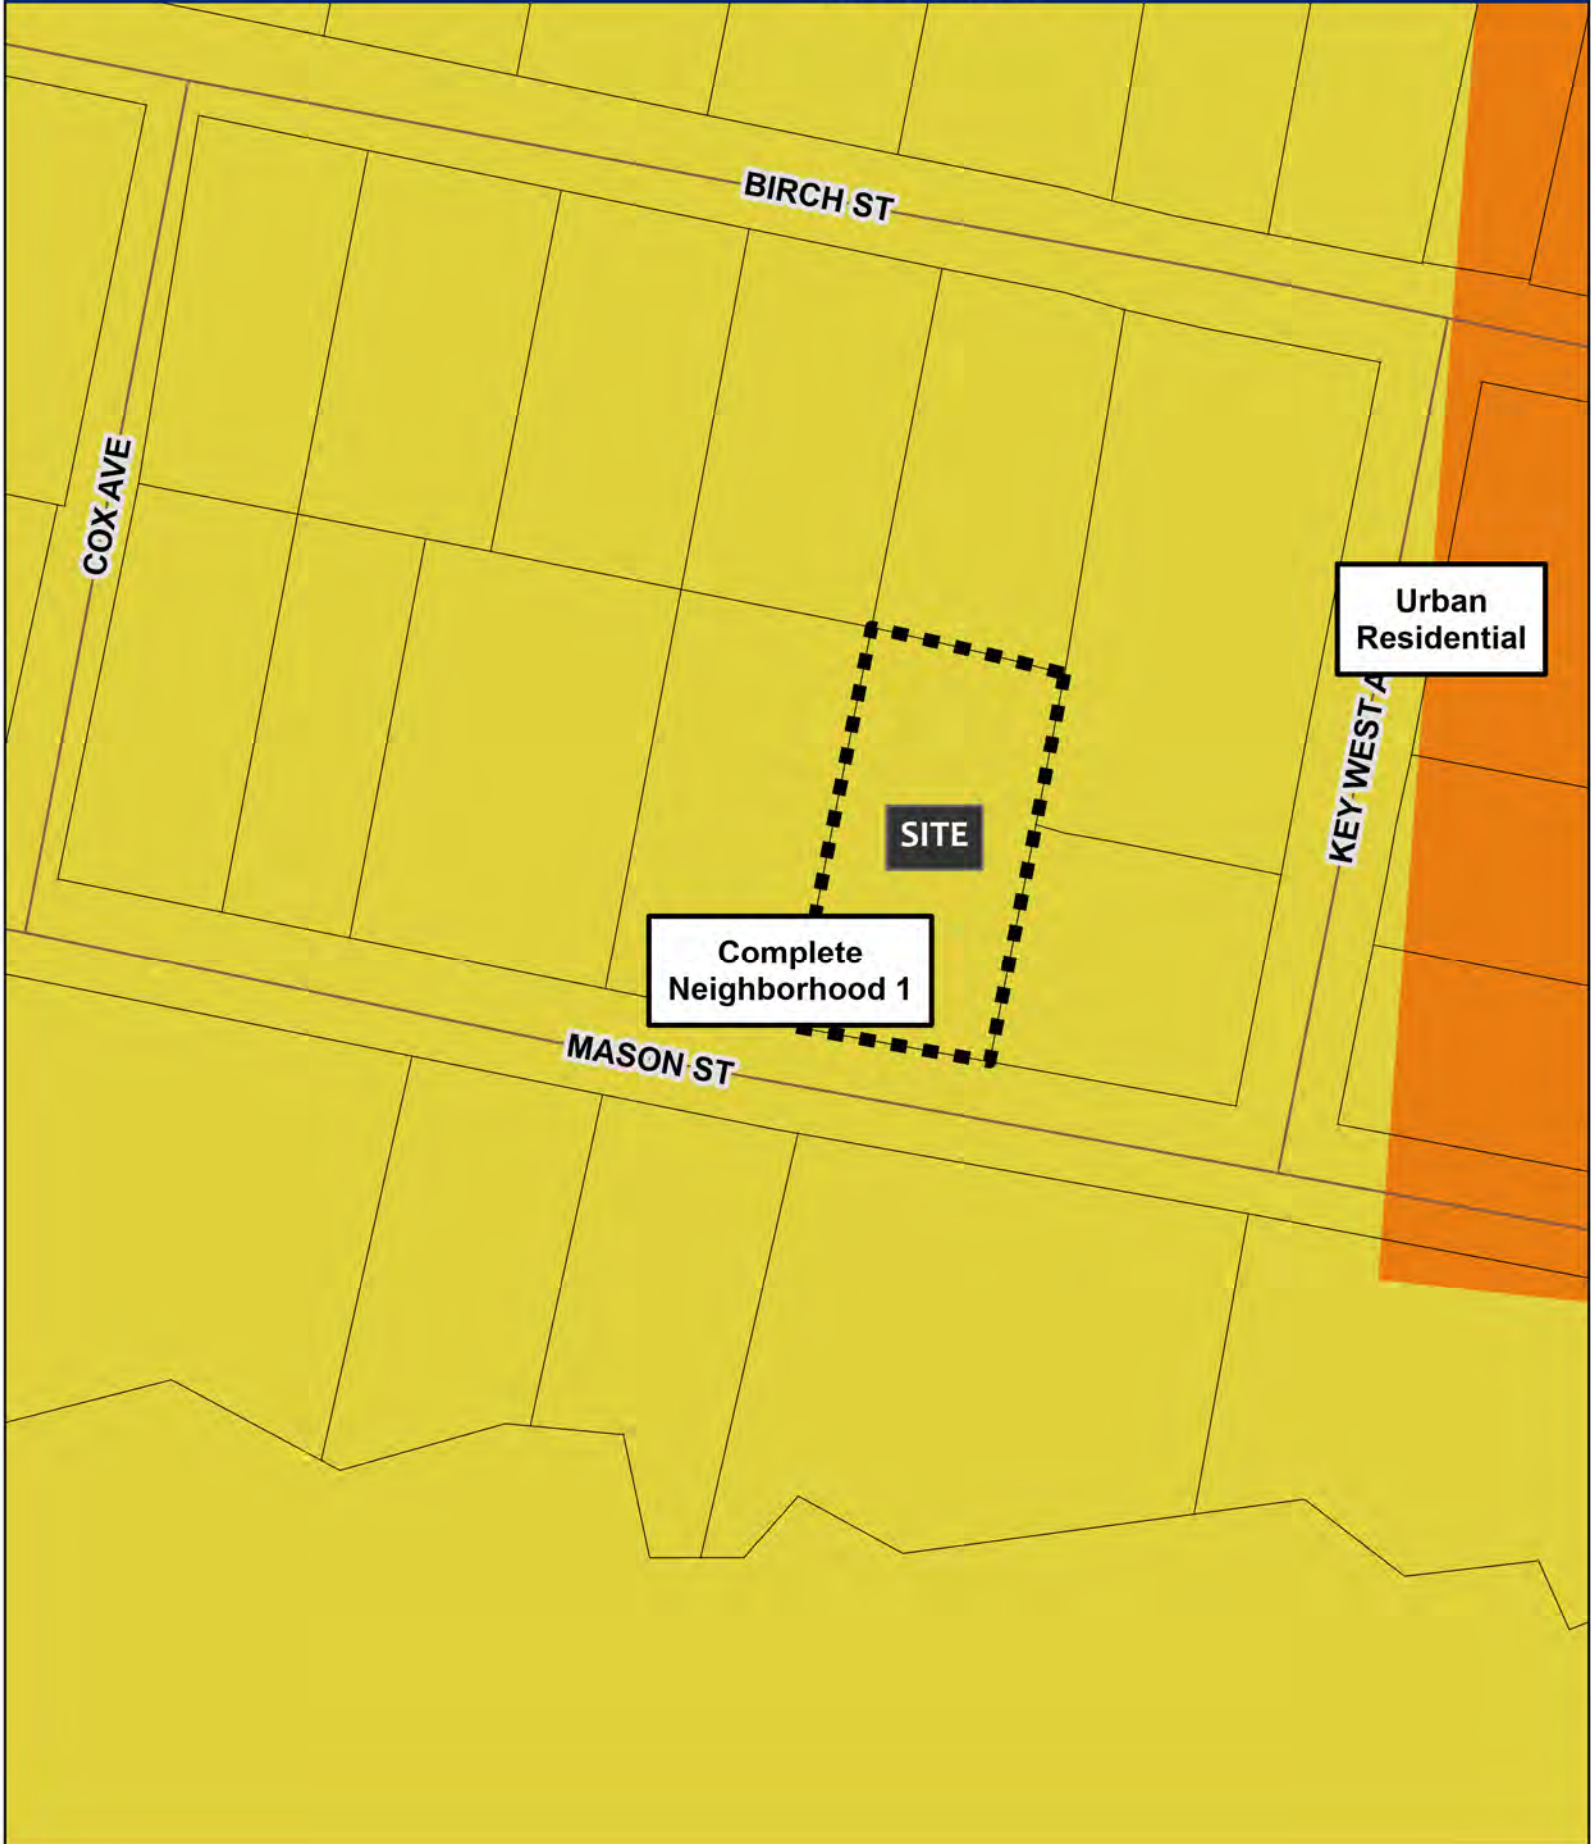 BIRCH ST
COX AVE
Urban
Residential
KEY WEST A
SITE
Complete
Neighborhood 1
MASON ST